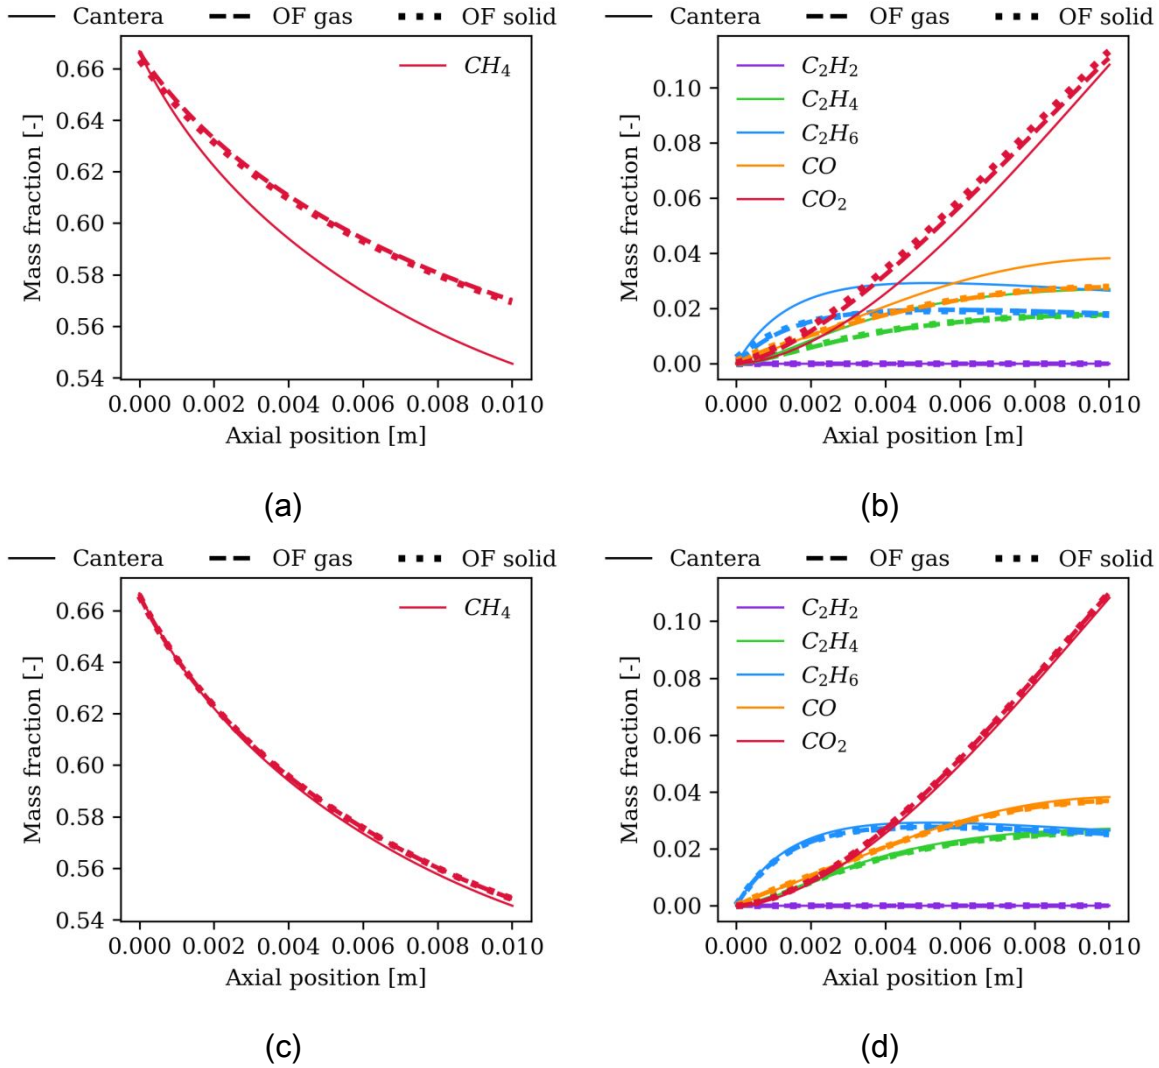 Cantera OF gas OF solid
CH4
0.66
0.64
0.62
0.60
0.58
0.56
0.54
Mass fraction [-]
0.000 0.002 0.004 0.006 0.008 0.010
Axial position [m]
(a)
Cantera OF gas OF solid
C2H2
C2H4
C2H6
CO
CO2
0.10
0.08
0.06
0.04
0.02
0.00
Mass fraction [-]
0.000 0.002 0.004 0.006 0.008 0.010
Axial position [m]
(b)
Cantera OF gas OF solid
CH4
0.66
0.64
0.62
0.60
0.58
0.56
0.54
Mass fraction [-]
0.000 0.002 0.004 0.006 0.008 0.010
Axial position [m]
(c)
Cantera OF gas OF solid
C2H2
C2H4
C2H6
CO
CO2
0.10
0.08
0.06
0.04
0.02
0.00
Mass fraction [-]
0.000 0.002 0.004 0.006 0.008 0.010
Axial position [m]
(d)